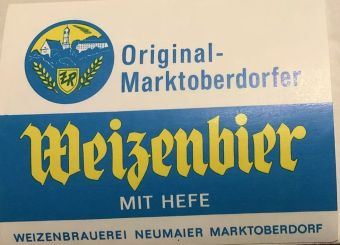 Original-
Marktoberdorfer
Weizenbier
MIT HEFE
WEIZENBRAUEREI NEUMAIER MARKTOBERDORF